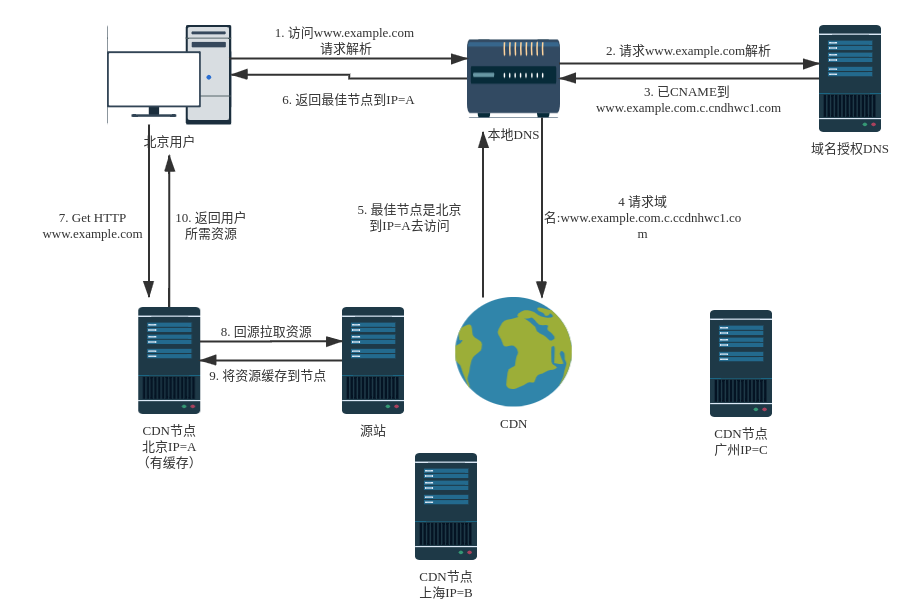 1. 访问www.example.com
请求解析
2. 请求www.example.com解析
6. 返回最佳节点到IP=A
3. 已CNAME到
www.example.com.c.cndhwc1.com
北京用户
本地DNS
域名授权DNS
7. Get HTTP
www.example.com
10. 返回用户
所需资源
5. 最佳节点是北京
到IP=A去访问
4 请求域
名:www.example.com.c.ccdnhwc1.co
m
8. 回源拉取资源
9. 将资源缓存到节点
CDN节点
北京IP=A
（有缓存）
源站
CDN
CDN节点
广州IP=C
CDN节点
上海IP=B